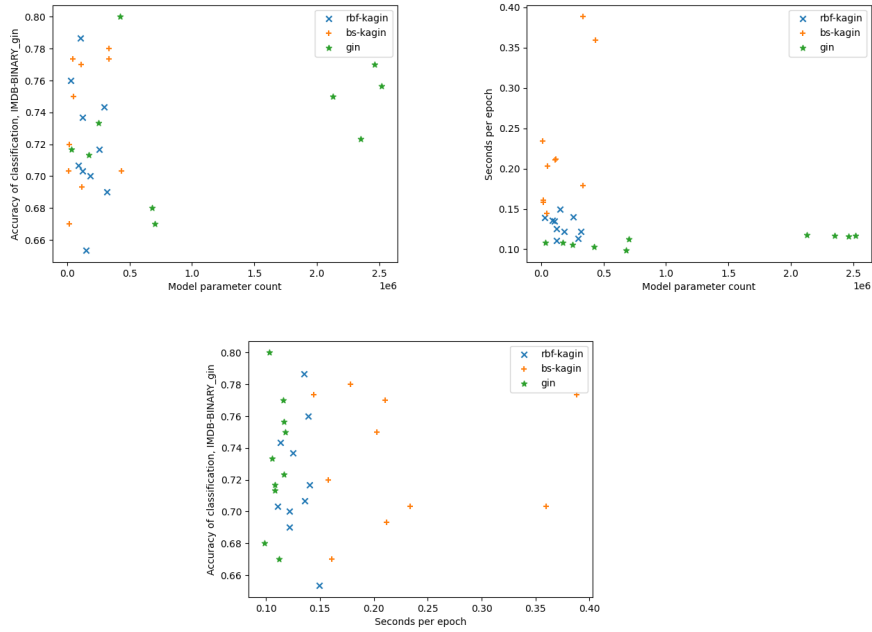 Accuracy of classification, IMDB-BINARY_gin
0.80
0.78
0.76
0.74
0.72
0.70
0.68
0.66
rbf-kagin
bs-kagin
gin
0.0 0.5 1.0 1.5 2.0 2.5
1e6
Model parameter count
Seconds per epoch
0.40
0.35
0.30
0.25
0.20
0.15
0.10
rbf-kagin
bs-kagin
gin
0.0 0.5 1.0 1.5 2.0 2.5
1e6
Model parameter count
Accuracy of classification, IMDB-BINARY_gin
0.80
0.78
0.76
0.74
0.72
0.70
0.68
0.66
rbf-kagin
bs-kagin
gin
0.10 0.15 0.20 0.25 0.30 0.35 0.40
Seconds per epoch